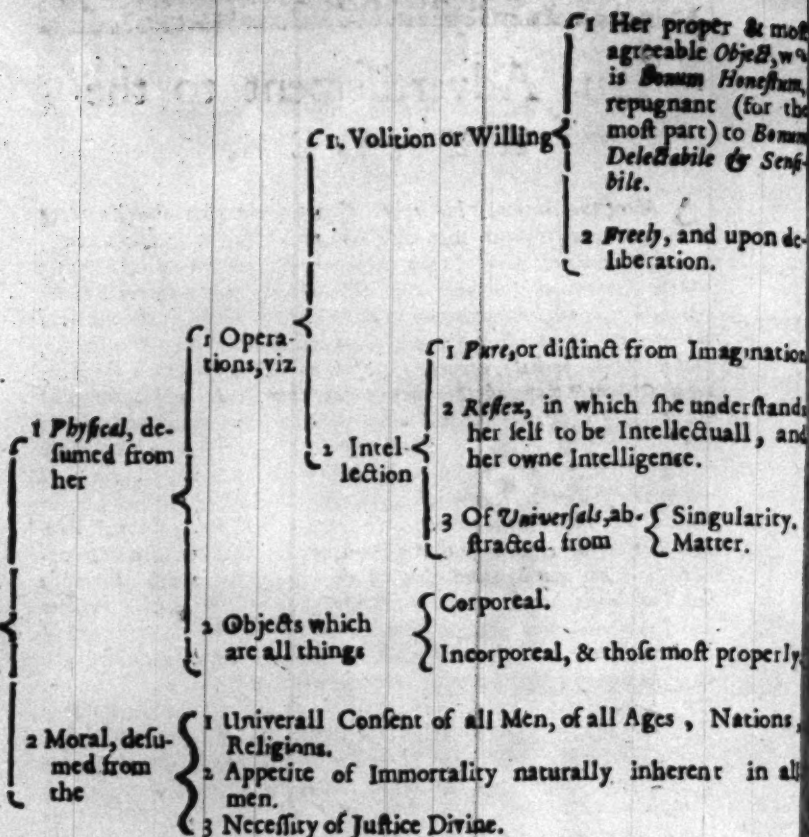 1 Her proper & moſt
agreeable Object, wch
is Bonum Honeſtum,
repugnant (for the
moſt part) to Bonum
Delectabile & Senſi-
bile.
1. Volition or Willing
2 Freely, and upon de-
liberation.
1 Opera-
tions, viz
1 Pure, or diſtinct from Imagination
2 Reflex, in which ſhe underſtands
her ſelf to be Intellectuall, and
her owne Intelligence.
2 Intel-
lection
3 Of Univerſals, ab-
ſtracted from
Singularity.
Matter.
1 Phyſical, de-
ſumed from
her
2 Objects which
are all things
Corporeal.
Incorporeal, & thoſe moſt properly.
2 Moral, deſu-
med from
the
1 Univerall Conſent of all Men, of all Ages, Nations,
Religions.
2 Appetite of Immortality naturally inherent in all
men.
3 Neceſſity of Juſtice Divine.